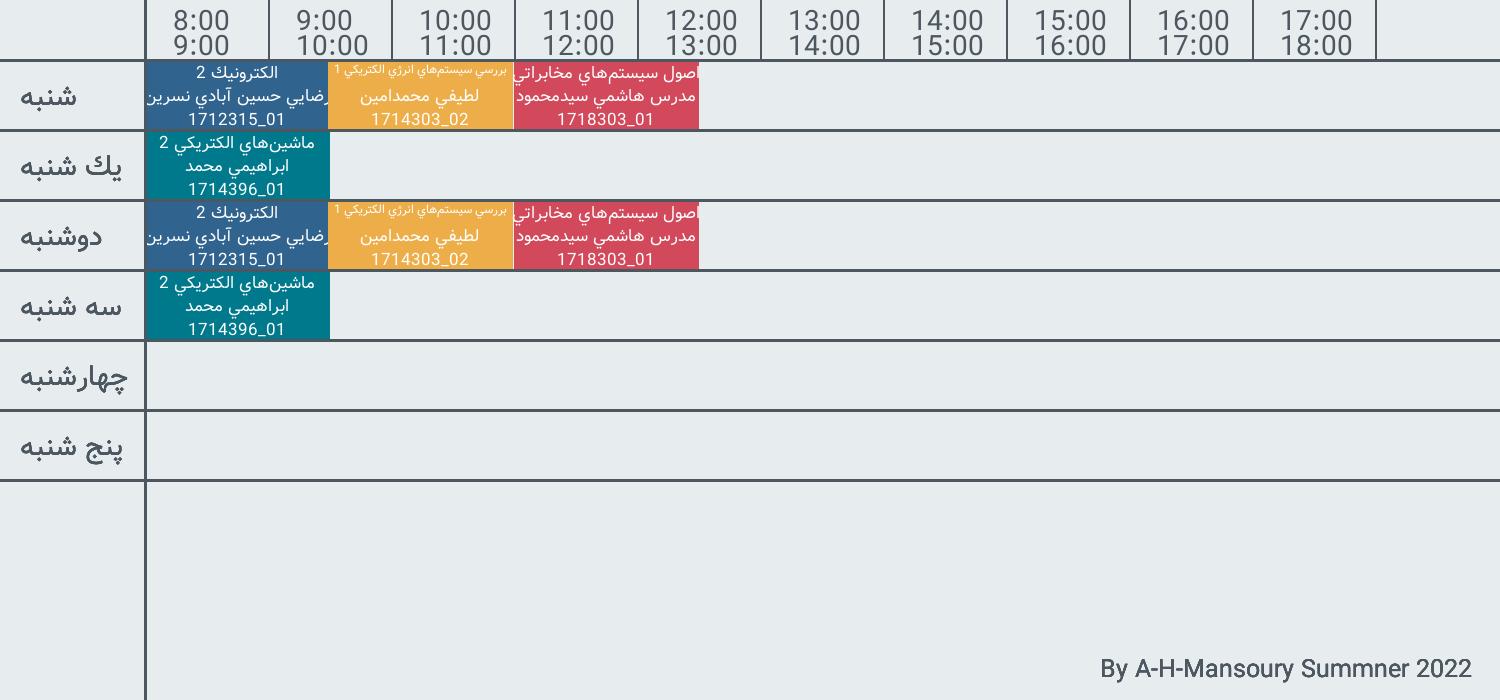 8:00 9:00 10:00 11:00 12:00 13:00 14:00 15:00 16:00 17:00
9:00 10:00 11:00 12:00 13:00 14:00 15:00 16:00 17:00 18:00
شنبه
الكترونيك 2
رضايي حسين آبادي نسرين
1712315_01
بررسي سيستم‌هاي انرژي الكتريكي 1
لطيفي محمدامين
1714303_02
اصول سيستم‌هاي مخابراتي
مدرس هاشمي سيدمحمود
1718303_01
يك شنبه
ماشين‌هاي الكتريكي 2
ابراهيمي محمد
1714396_01
دوشنبه
الكترونيك 2
رضايي حسين آبادي نسرين
1712315_01
بررسي سيستم‌هاي انرژي الكتريكي 1
لطيفي محمدامين
1714303_02
اصول سيستم‌هاي مخابراتي
مدرس هاشمي سيدمحمود
1718303_01
سه شنبه
ماشين‌هاي الكتريكي 2
ابراهيمي محمد
1714396_01
چهارشنبه
پنج شنبه
By A-H-Mansoury Summner 2022